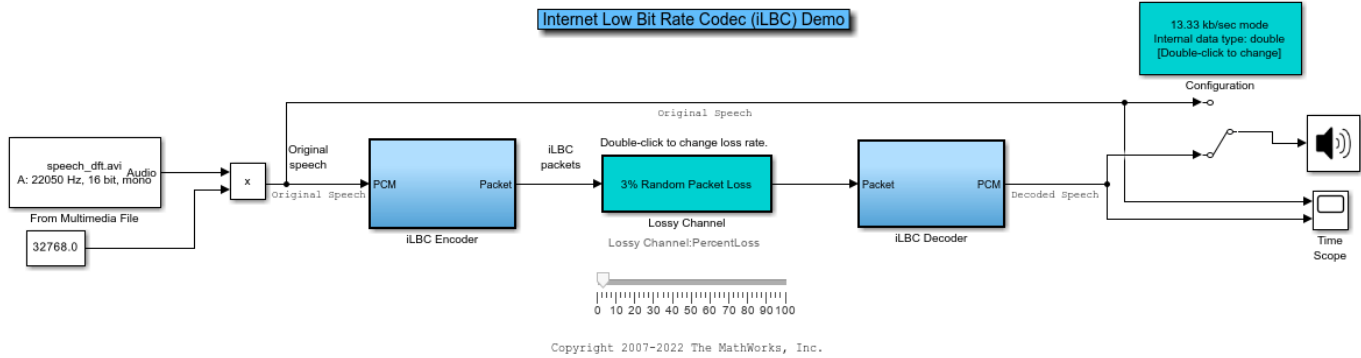 Internet Low Bit Rate Codec (iLBC) Demo
13.33 kb/sec mode
Internal data type: double
[Double-click to change]
Configuration
Original Speech
speech_dft.avi
A: 22050 Hz, 16 bit, mono
Audio
From Multimedia File
32768.0
x
Original
speech
Original Speech
PCM
Packet
iLBC Encoder
iLBC
packets
Double-click to change loss rate.
3% Random Packet Loss
Lossy Channel
Lossy Channel:PercentLoss
0 10 20 30 40 50 60 70 80 90 100
Packet
PCM
iLBC Decoder
Decoded Speech
Time
Scope
Copyright 2007-2022 The MathWorks, Inc.